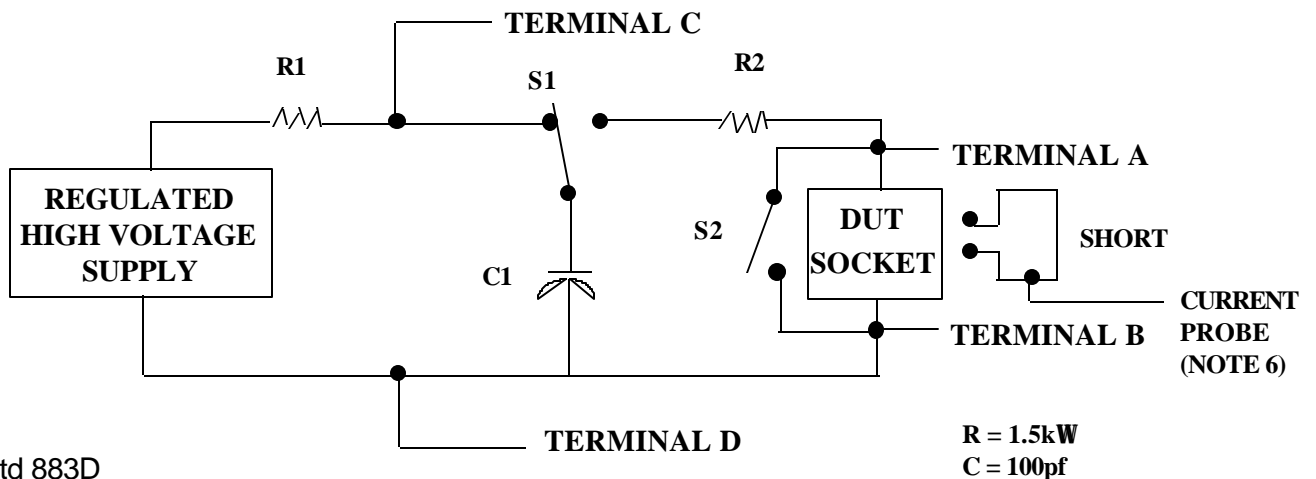 TERMINAL C
R1
S1
R2
TERMINAL A
REGULATED
HIGH VOLTAGE
SUPPLY
DUT
SOCKET
S2
SHORT
C1
CURRENT
PROBE
(NOTE 6)
TERMINAL B
TERMINAL D
R = 1.5kW
C = 100pf
td 883D